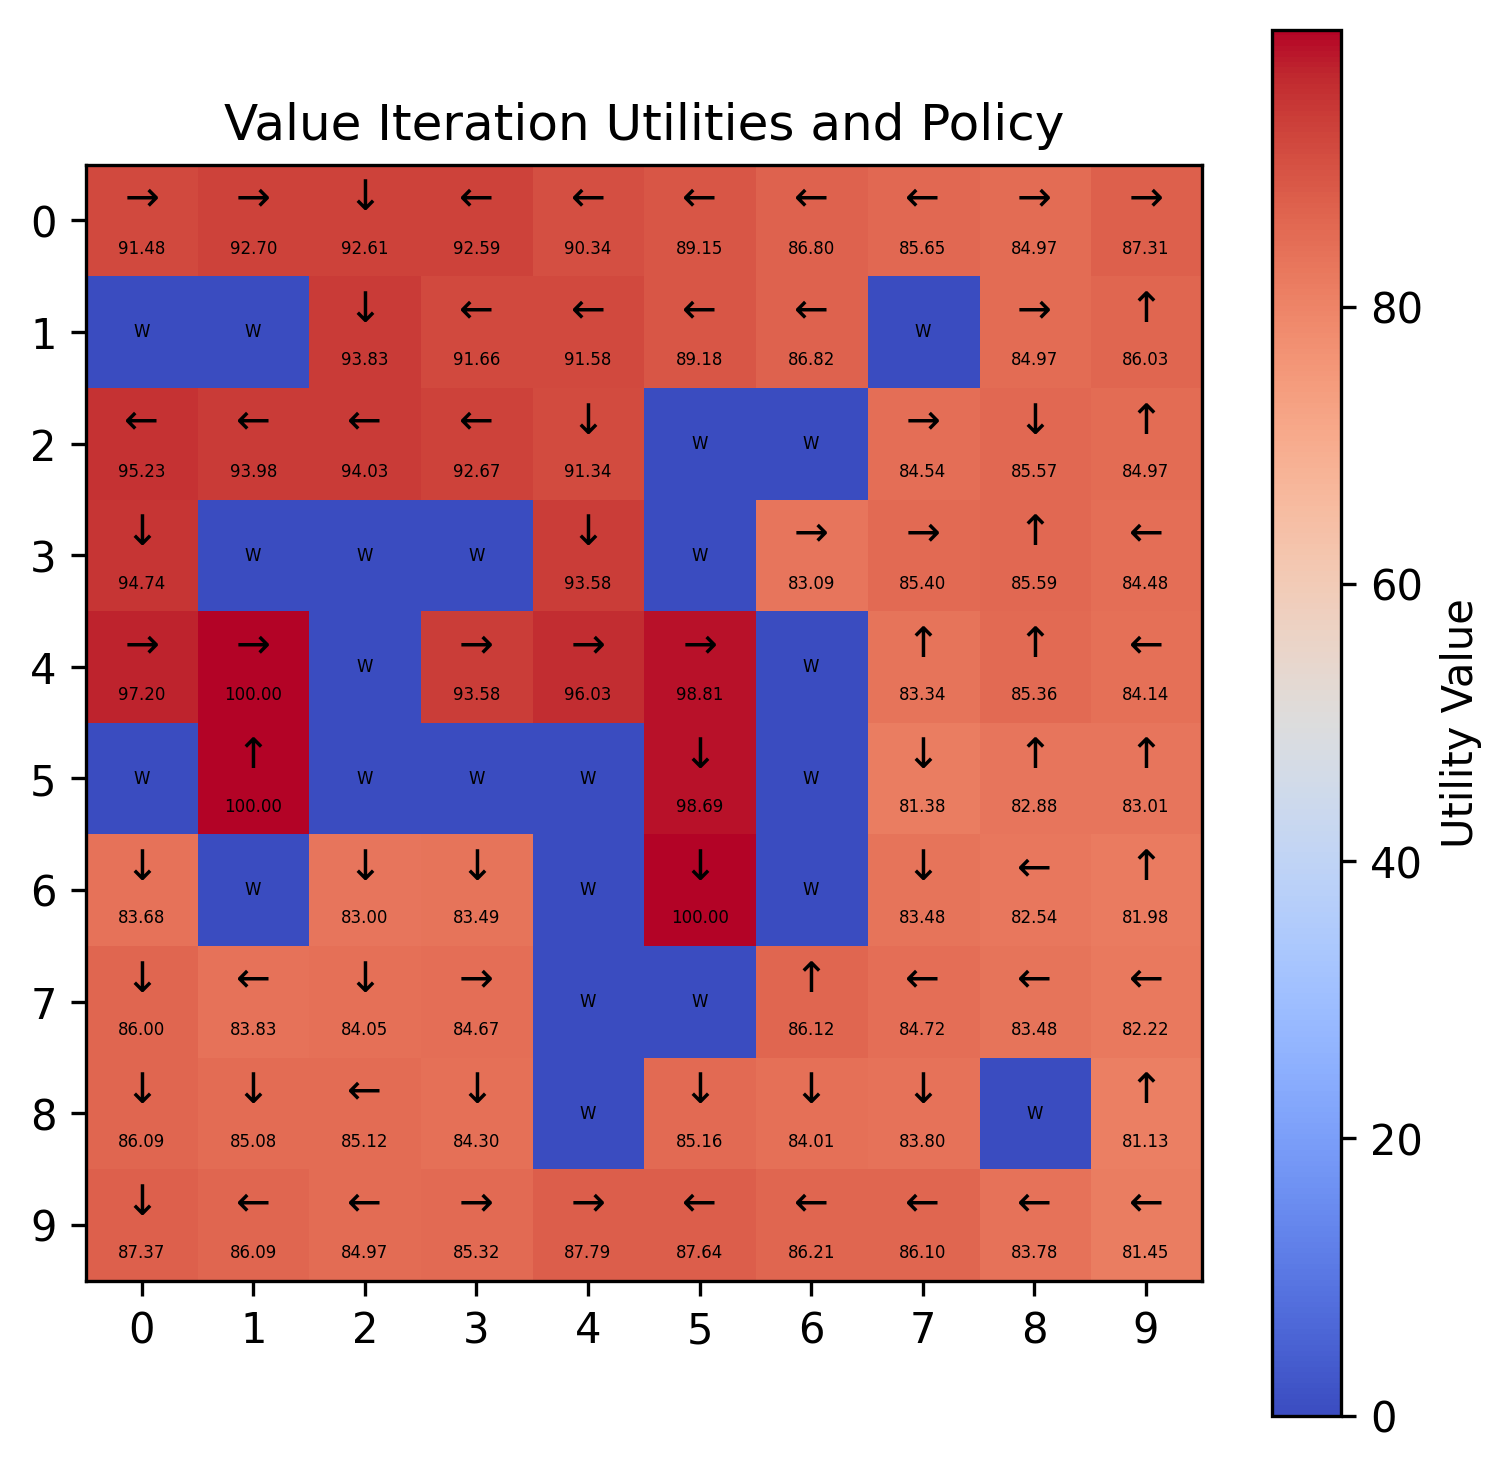 Value Iteration Utilities and Policy
0 → → ↓ ← ← ← ← ← → →
91.48 92.70 92.61 92.59 90.34 89.15 86.80 85.65 84.97 87.31
1 W W ↓ ← ← ← ← W → ↑
93.83 91.66 91.58 89.18 86.82 84.97 86.03
2 ← ← ← ← ↓ W W → ↓ ↑
95.23 93.98 94.03 92.67 91.34 84.54 85.57 84.97
3 ↓ W W W ↓ W → → ↑ ←
94.74 93.58 83.09 85.40 85.59 84.48
4 → → W → → → W ↑ ↑ ←
97.20 100.00 93.58 96.03 98.81 83.34 85.36 84.14
5 W ↑ W W W ↓ W ↓ ↑ ↑
100.00 98.69 81.38 82.88 83.01
6 ↓ W ↓ ↓ W ↓ W ↓ ← ↑
83.68 83.00 83.49 100.00 83.48 82.54 81.98
7 ↓ ← ↓ → W W ↑ ← ← ←
86.00 83.83 84.05 84.67 86.12 84.72 83.48 82.22
8 ↓ ↓ ← ↓ W ↓ ↓ ↓ W ↑
86.09 85.08 85.12 84.30 85.16 84.01 83.80 81.13
9 ↓ ← ← → → ← ← ← ← ←
87.37 86.09 84.97 85.32 87.79 87.64 86.21 86.10 83.78 81.45
0 1 2 3 4 5 6 7 8 9
80
60
40
20
0
Utility Value